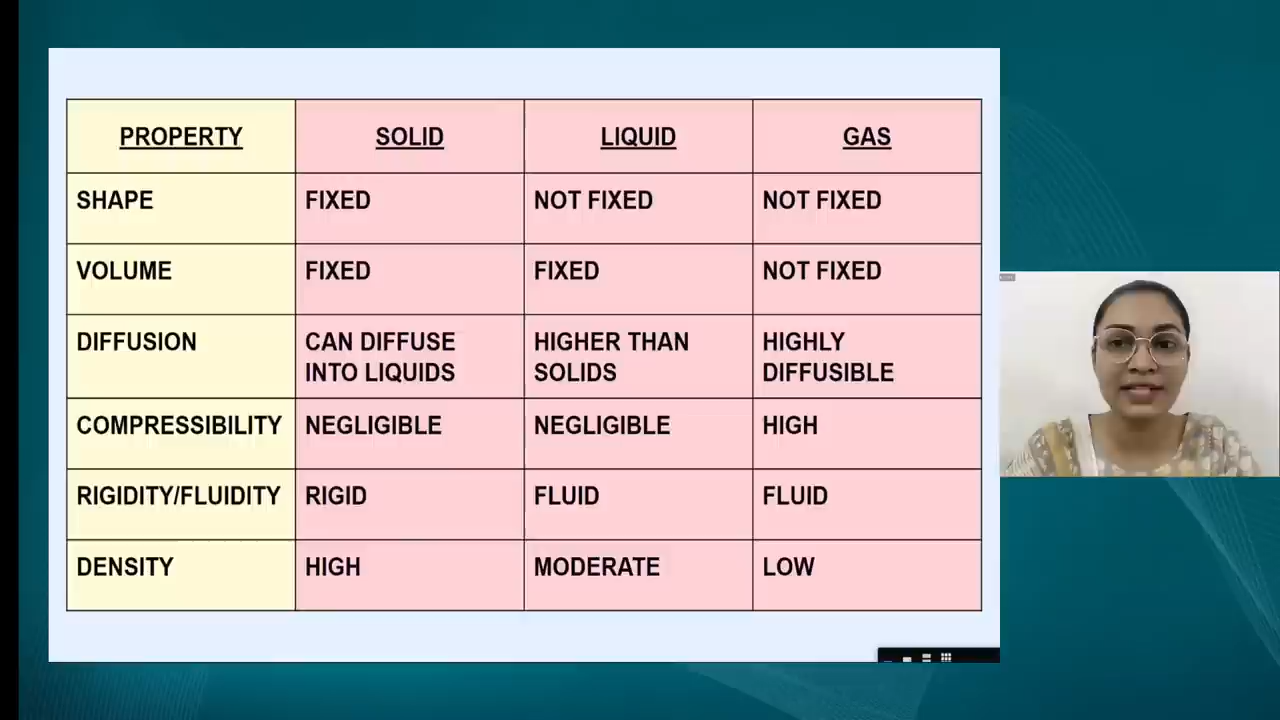 PROPERTY SOLID LIQUID GAS
SHAPE FIXED NOT FIXED NOT FIXED
VOLUME FIXED FIXED NOT FIXED
DIFFUSION CAN DIFFUSE HIGHER THAN HIGHLY
INTO LIQUIDS SOLIDS DIFFUSIBLE
COMPRESSIBILITY NEGLIGIBLE NEGLIGIBLE HIGH
RIGIDITY/FLUIDITY RIGID FLUID FLUID
DENSITY HIGH MODERATE LOW